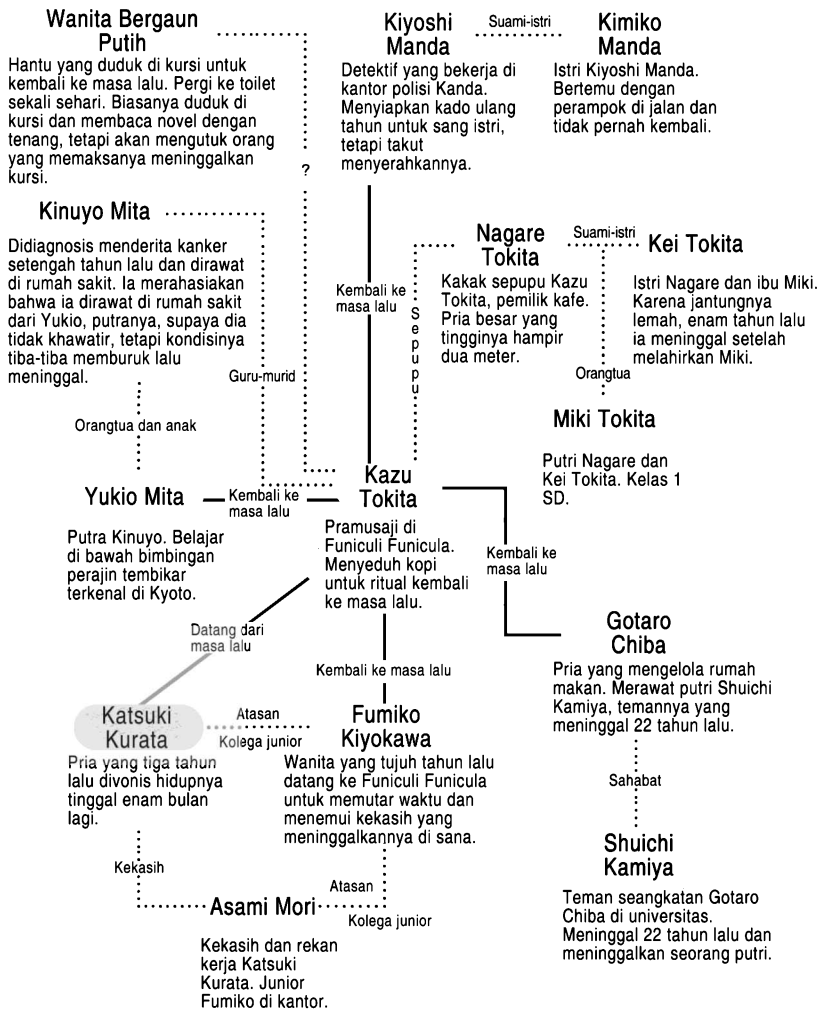 Wanita Bergaun
Putih
Hantu yang duduk di kursi untuk
kembali ke masa lalu. Pergi ke toilet
sekali sehari. Biasanya duduk di
kursi dan membaca novel dengan
tenang, tetapi akan mengutuk orang
yang memaksanya meninggalkan
kursi.
?
Kiyoshi
Manda
Detektif yang bekerja di
kantor polisi Kanda.
Menyiapkan kado ulang
tahun untuk sang istri,
tetapi takut
menyerahkannya.
Suami-istri
Kimiko
Manda
Istri Kiyoshi Manda.
Bertemu dengan
perampok di jalan dan
tidak pernah kembali.
Kinuyo Mita
Didiagnosis menderita kanker
setengah tahun lalu dan dirawat
di rumah sakit. Ia merahasiakan
bahwa ia dirawat di rumah sakit
dari Yukio, putranya, supaya dia
tidak khawatir, tetapi kondisinya
tiba-tiba memburuk lalu
meninggal.
Guru-murid
Kembali ke
masa lalu
Sepupu
Nagare
Tokita
Kakak sepupu Kazu
Tokita, pemilik kafe.
Pria besar yang
tingginya hampir
dua meter.
Suami-istri
Kei Tokita
Istri Nagare dan ibu Miki.
Karena jantungnya
lemah, enam tahun lalu
ia meninggal setelah
melahirkan Miki.
Orangtua
Miki Tokita
Putri Nagare dan
Kei Tokita. Kelas 1
SD.
Orangtua dan anak
Yukio Mita
Putra Kinuyo. Belajar
di bawah bimbingan
perajin tembikar
terkenal di Kyoto.
Kembali ke
masa lalu
Kazu
Tokita
Pramusaji di
Funiculi Funicula.
Menyeduh kopi
untuk ritual kembali
ke masa lalu.
Kembali ke
masa lalu
Gotaro
Chiba
Pria yang mengelola rumah
makan. Merawat putri Shuichi
Kamiya, temannya yang
meninggal 22 tahun lalu.
Datang dari
masa lalu
Kembali ke masa lalu
Katsuki
Kurata
Pria yang tiga tahun
lalu divonis hidupnya
tinggal enam bulan
lagi.
Atasan
Kolega junior
Fumiko
Kiyokawa
Wanita yang tujuh tahun lalu
datang ke Funiculi Funicula
untuk memutar waktu dan
menemui kekasih yang
meninggalkannya di sana.
Sahabat
Shuichi
Kamiya
Teman seangkatan Gotaro
Chiba di universitas.
Meninggal 22 tahun lalu dan
meninggalkan seorang putri.
Kekasih
Atasan
Kolega junior
Asami Mori
Kekasih dan rekan
kerja Katsuki
Kurata. Junior
Fumiko di kantor.